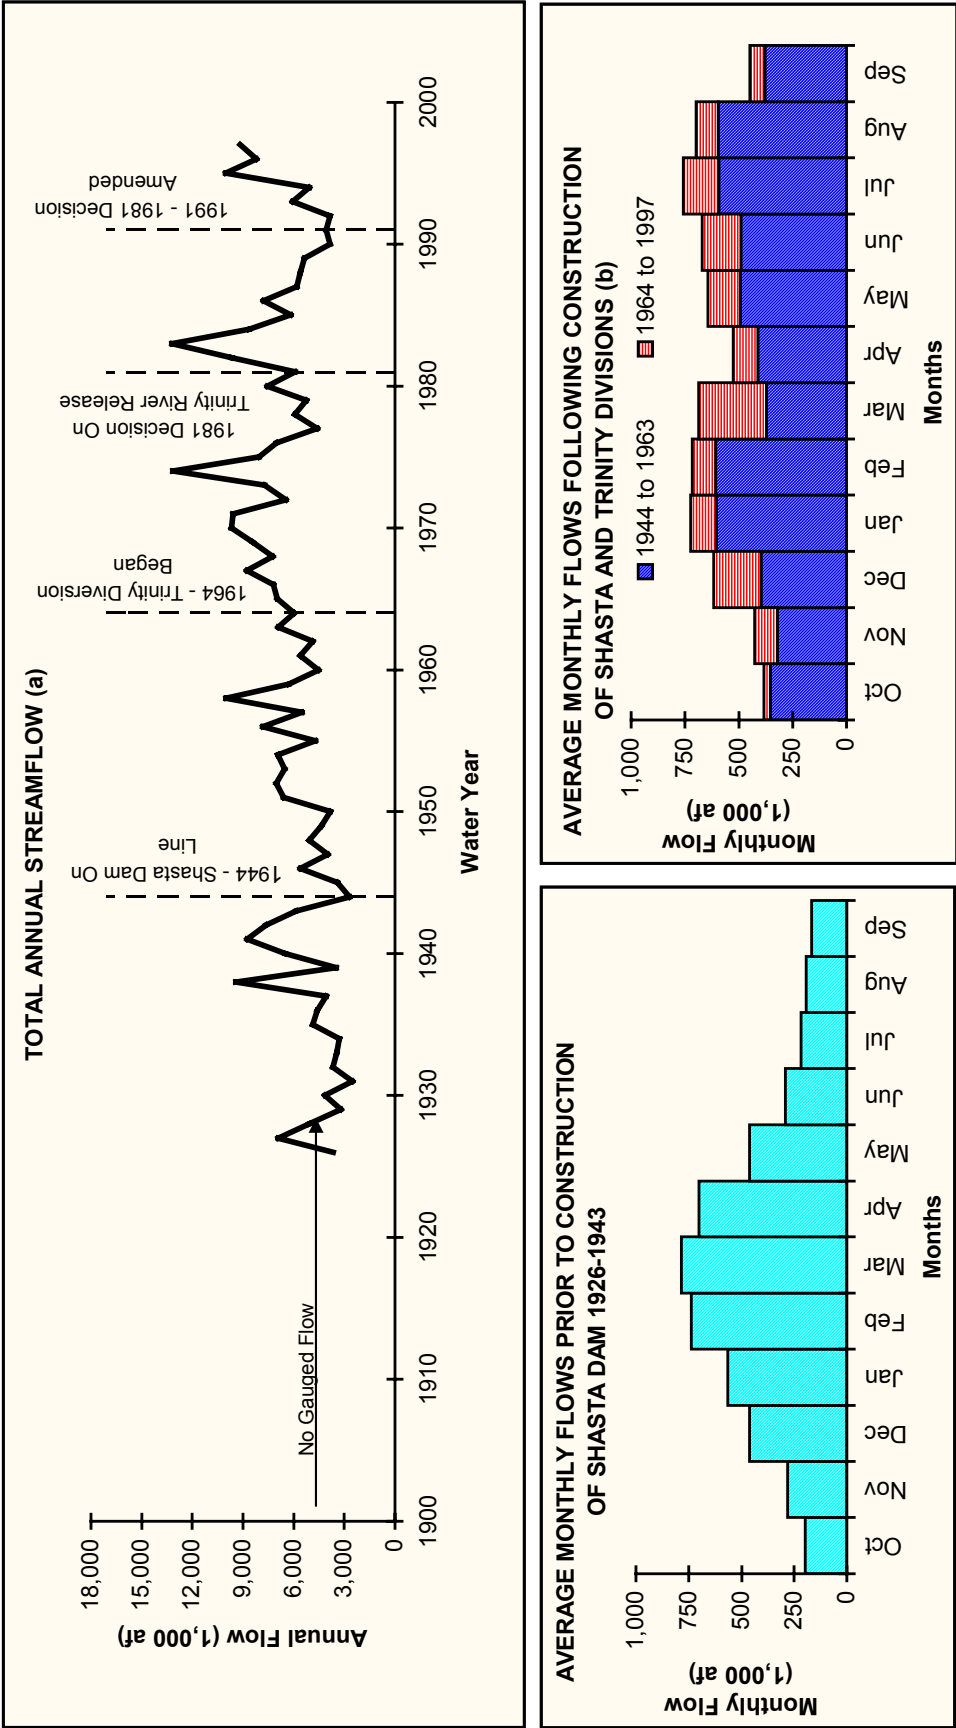 TOTAL ANNUAL STREAMFLOW (a)
Annual Flow (1,000 af)
18,000
15,000
12,000
9,000
6,000
3,000
0
No Gauged Flow
1944 - Shasta Dam On
Line
1964 - Trinity Diversion
Began
1981 Decision On
Trinity River Release
1991 - 1981 Decision
Amended
1900
1910
1920
1930
1940
1950
1960
1970
1980
1990
2000
Water Year
AVERAGE MONTHLY FLOWS PRIOR TO CONSTRUCTION
OF SHASTA DAM 1926-1943
Monthly Flow
(1,000 af)
1,000
750
500
250
0
Oct
Nov
Dec
Jan
Feb
Mar
Apr
May
Jun
Jul
Aug
Sep
Months
AVERAGE MONTHLY FLOWS FOLLOWING CONSTRUCTION
OF SHASTA AND TRINITY DIVISIONS (b)
1944 to 1963
1964 to 1997
Monthly Flow
(1,000 af)
1,000
750
500
250
0
Oct
Nov
Dec
Jan
Feb
Mar
Apr
May
Jun
Jul
Aug
Sep
Months